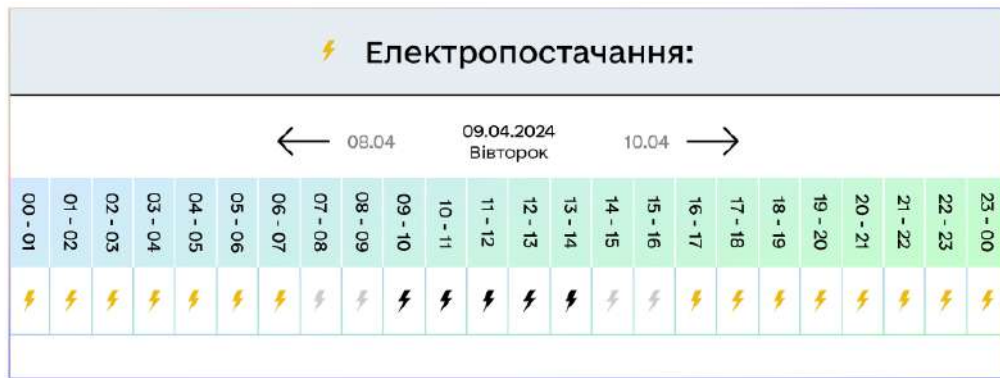 Електропостачання:
08.04
09.04.2024
Вівторок
10.04
00 - 01
01 - 02
02 - 03
03 - 04
04 - 05
05 - 06
06 - 07
07 - 08
08 - 09
09 - 10
10 - 11
11 - 12
12 - 13
13 - 14
14 - 15
15 - 16
16 - 17
17 - 18
18 - 19
19 - 20
20 - 21
21 - 22
22 - 23
23 - 00